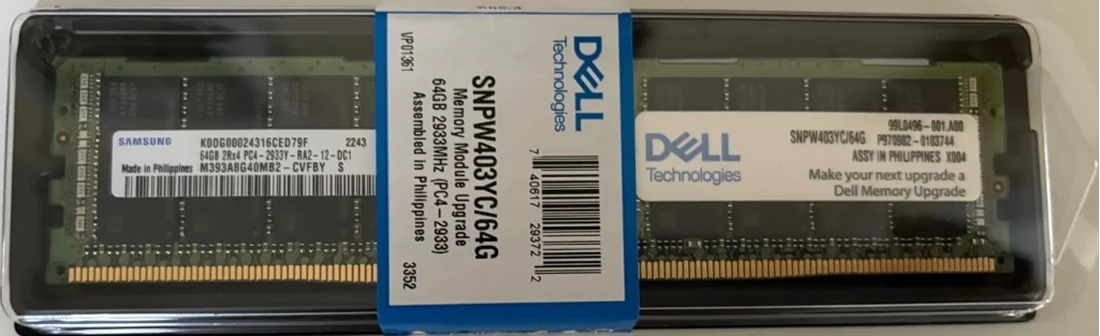 SAMSUNG
K00G00024316CED79F 2243
64GB 2Rx4 PC4-2933Y-RA2-12-DC1
Made in Philippines M393A8G40MB2-CVFBY S
DELL
Technologies
SNPW403YC/64G
Memory Module Upgrade
64GB 2933MHz (PC4-2933)
Assembled in Philippines
VP01361
3352
7 40617 29372 2
DELL
Technologies
99L0496-001.A00
SNPW403YC/64G P970982-0103744
ASSY IN PHILIPPINES X004
Make your next upgrade a
Dell Memory Upgrade